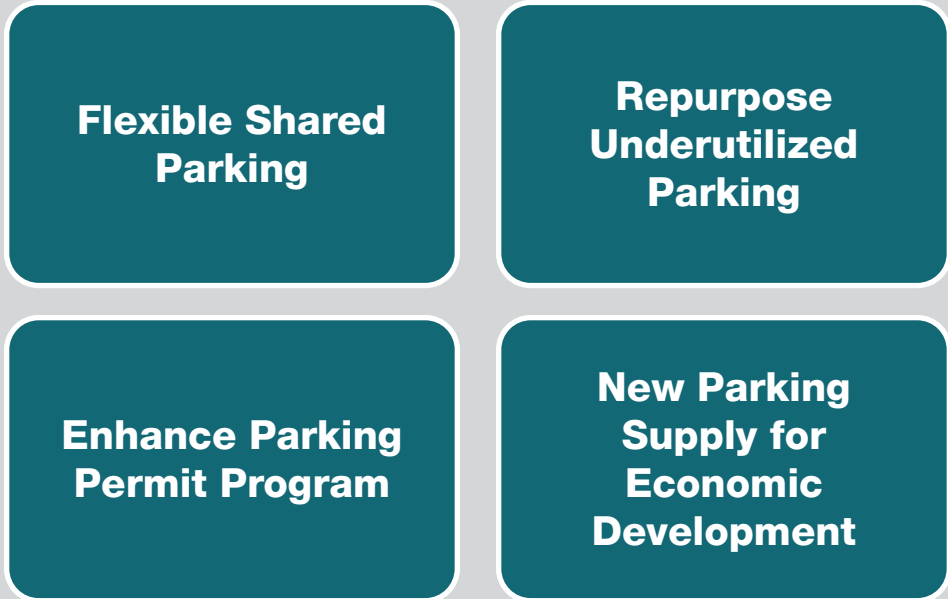 Flexible Shared
Parking
Repurpose
Underutilized
Parking
Enhance Parking
Permit Program
New Parking
Supply for
Economic
Development